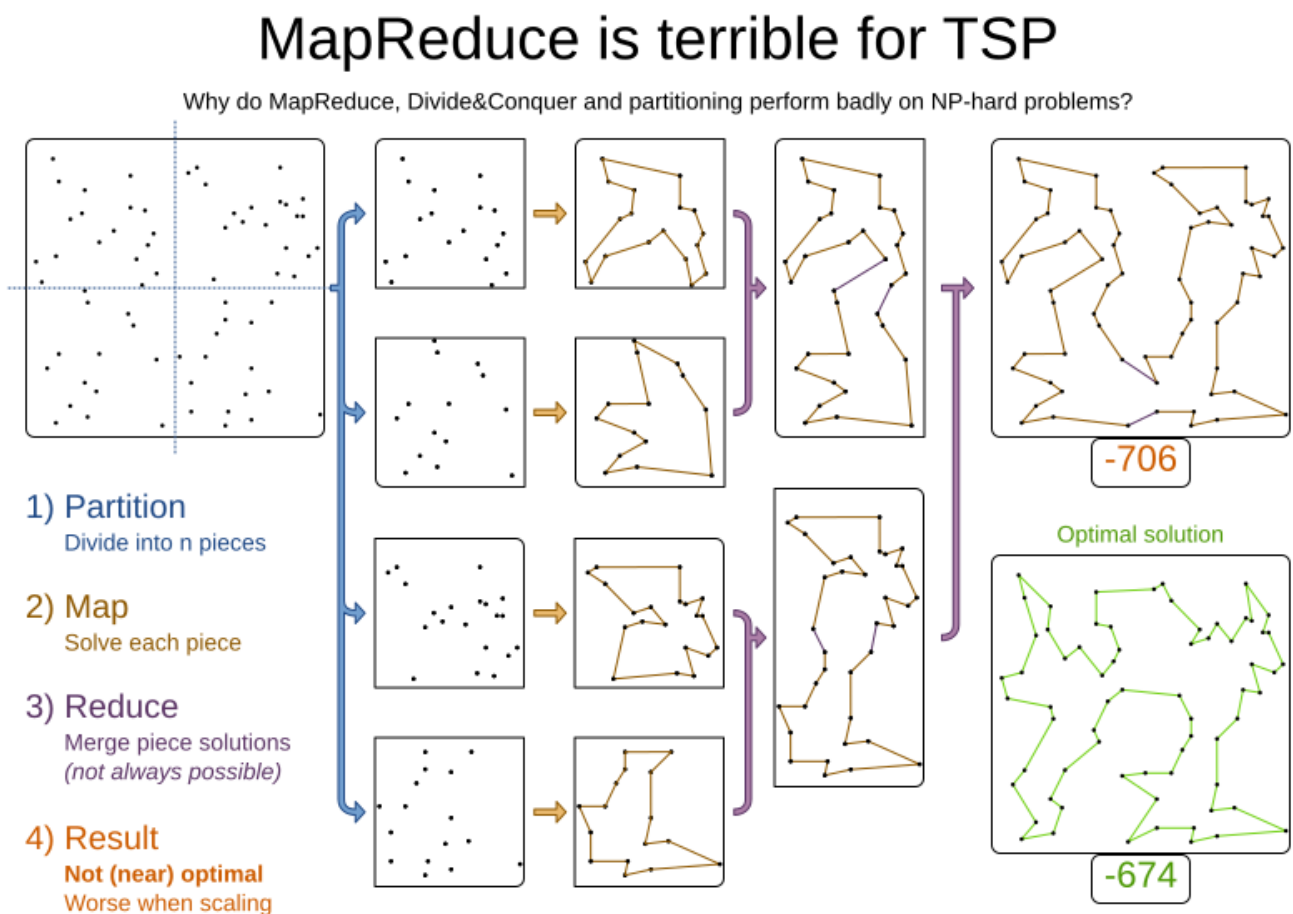 MapReduce is terrible for TSP
Why do MapReduce, Divide&Conquer and partitioning perform badly on NP-hard problems?
1) Partition
Divide into n pieces
2) Map
Solve each piece
3) Reduce
Merge piece solutions
(not always possible)
4) Result
Not (near) optimal
Worse when scaling
-706
Optimal solution
-674